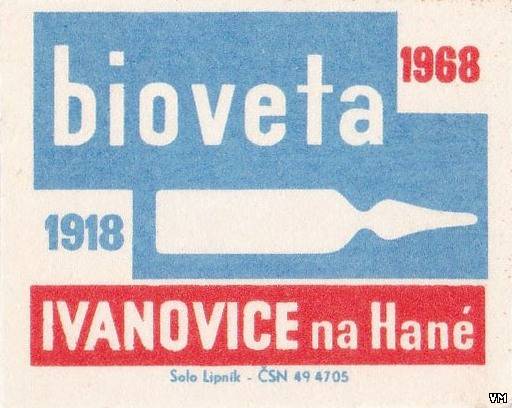 bioveta
1968
1918
IVANOVICE na Hané
Solo Lipník - ČSN 49 4705
VM